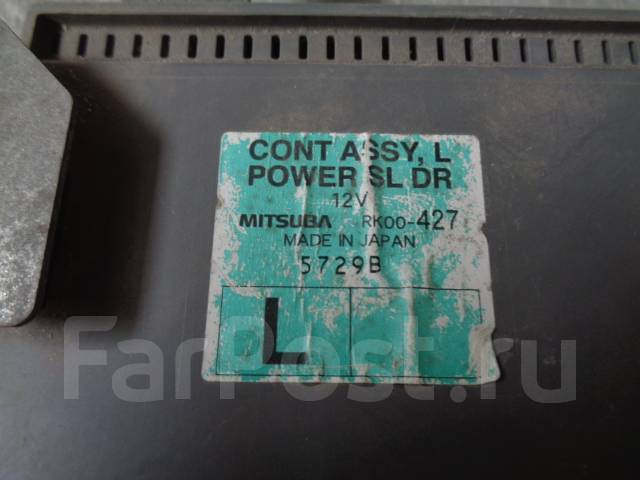 CONT ASSY, L
POWER SL DR
12V
MITSUBA RK00-427
MADE IN JAPAN
5729B
L
FarPost.ru